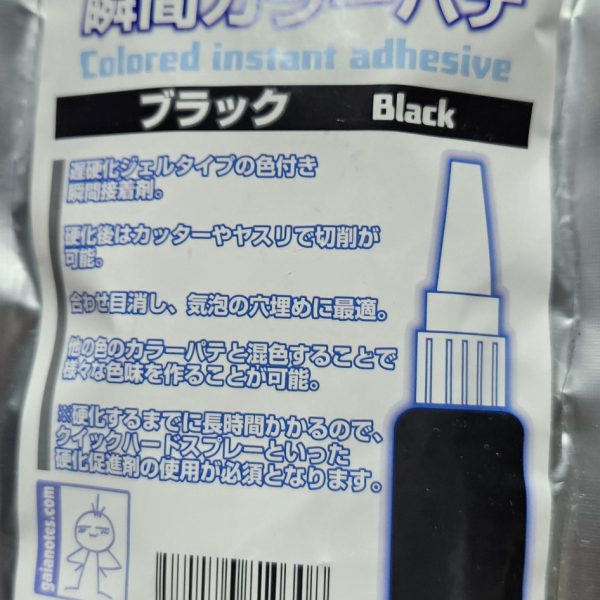 瞬間カラーパテ
Colored instant adhesive
ブラック Black
遅硬化ジェルタイプの色付き
瞬間接着剤。
硬化後はカッターやヤスリで切削が
可能。
合わせ目消し、気泡の穴埋めに最適。
他の色のカラーパテと混色することで
様々な色味を作ることが可能。
※硬化するまでに長時間かかるので、
クイックハードスプレーといった
硬化促進剤の使用が必須となります。
gaianotes.com